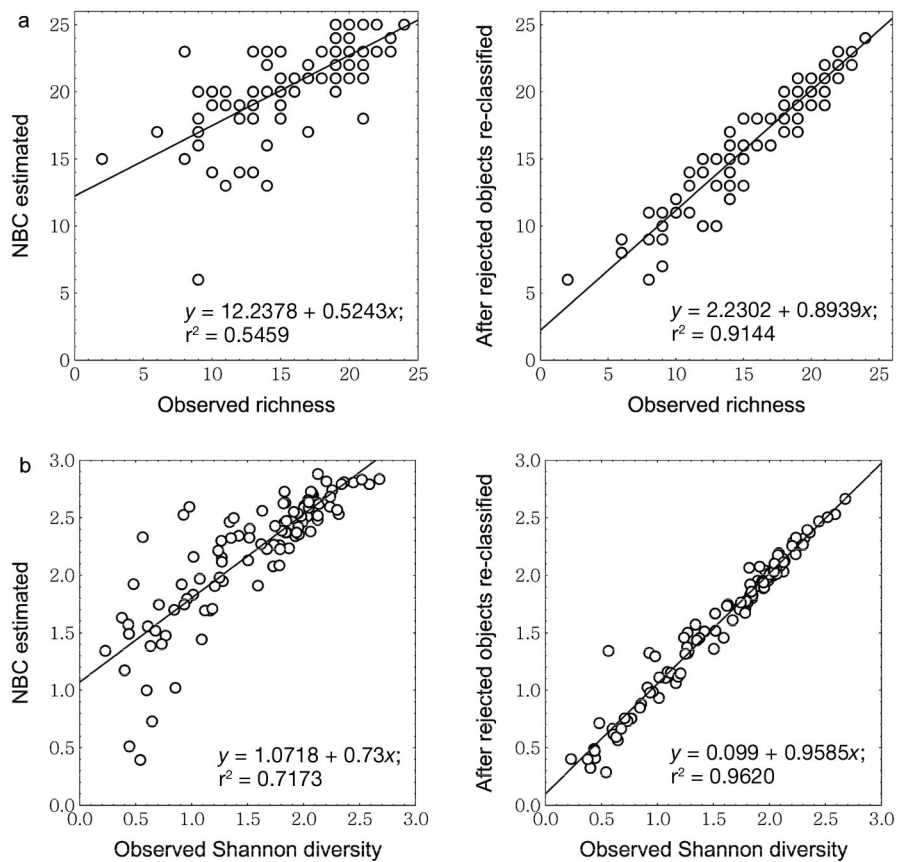 a
NBC estimated
25
20
15
10
5
0
y = 12.2378 + 0.5243x;
r² = 0.5459
0 5 10 15 20 25
Observed richness
After rejected objects re-classified
25
20
15
10
5
0
y = 2.2302 + 0.8939x;
r² = 0.9144
0 5 10 15 20 25
Observed richness
b
NBC estimated
3.0
2.5
2.0
1.5
1.0
0.5
0.0
y = 1.0718 + 0.73x;
r² = 0.7173
0.0 0.5 1.0 1.5 2.0 2.5 3.0
Observed Shannon diversity
After rejected objects re-classified
3.0
2.5
2.0
1.5
1.0
0.5
0.0
y = 0.099 + 0.9585x;
r² = 0.9620
0.0 0.5 1.0 1.5 2.0 2.5 3.0
Observed Shannon diversity